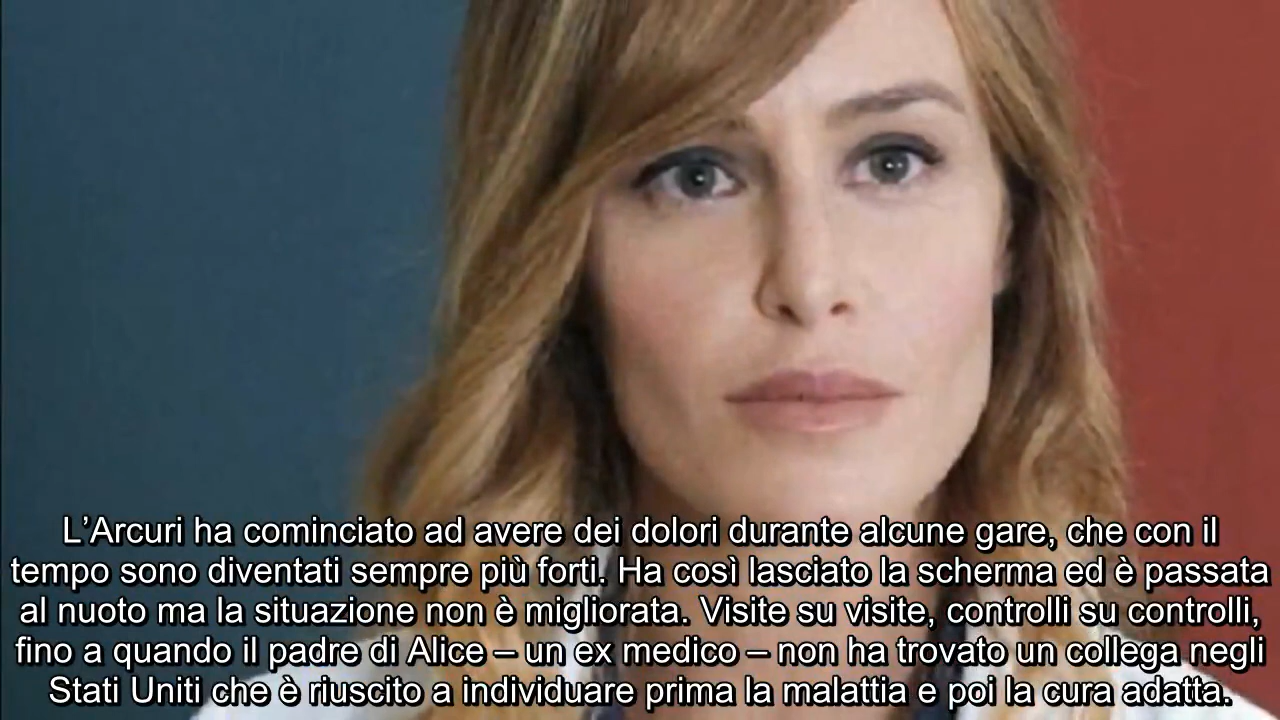 L’Arcuri ha cominciato ad avere dei dolori durante alcune gare, che con il
tempo sono diventati sempre più forti. Ha così lasciato la scherma ed è passata
al nuoto ma la situazione non è migliorata. Visite su visite, controlli su controlli,
fino a quando il padre di Alice – un ex medico – non ha trovato un collega negli
Stati Uniti che è riuscito a individuare prima la malattia e poi la cura adatta.